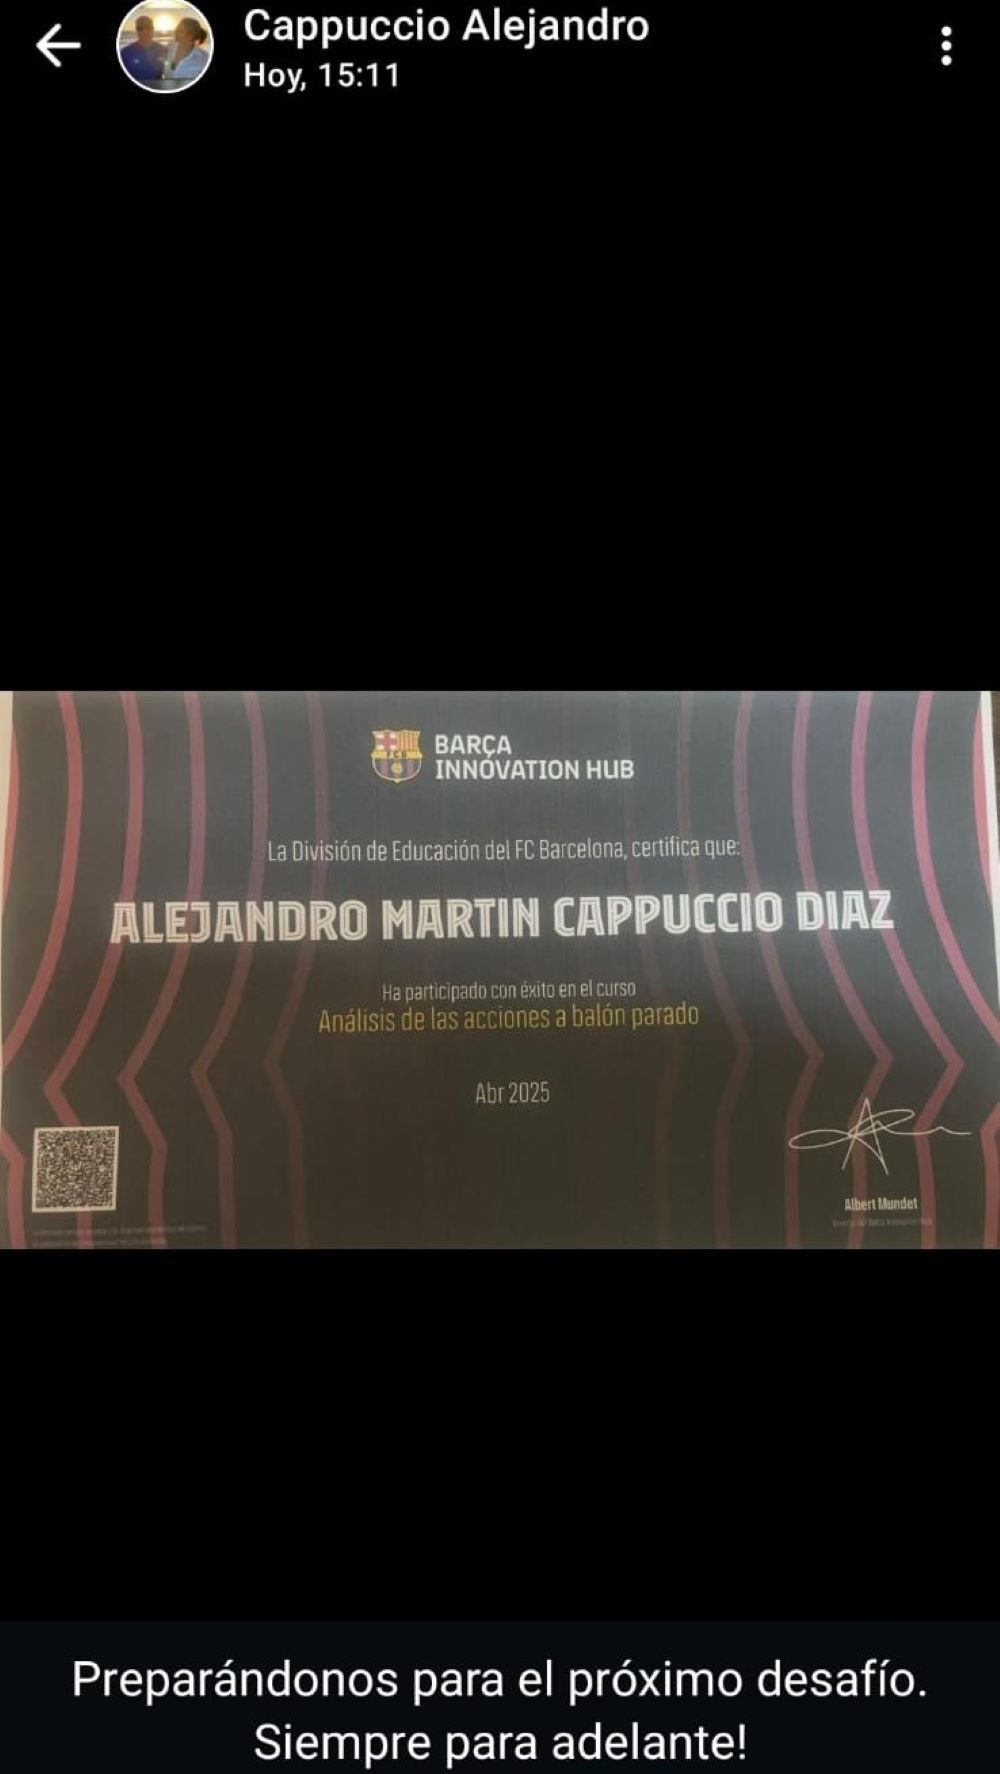 Cappuccio Alejandro
Hoy, 15:11
BARÇA
INNOVATION HUB
FCB
La División de Educación del FC Barcelona, certifica que:
ALEJANDRO MARTIN CAPPUCCIO DIAZ
Ha participado con éxito en el curso
Análisis de las acciones a balón parado
Abr 2025
Albert Mundet
Preparándonos para el próximo desafío.
Siempre para adelante!